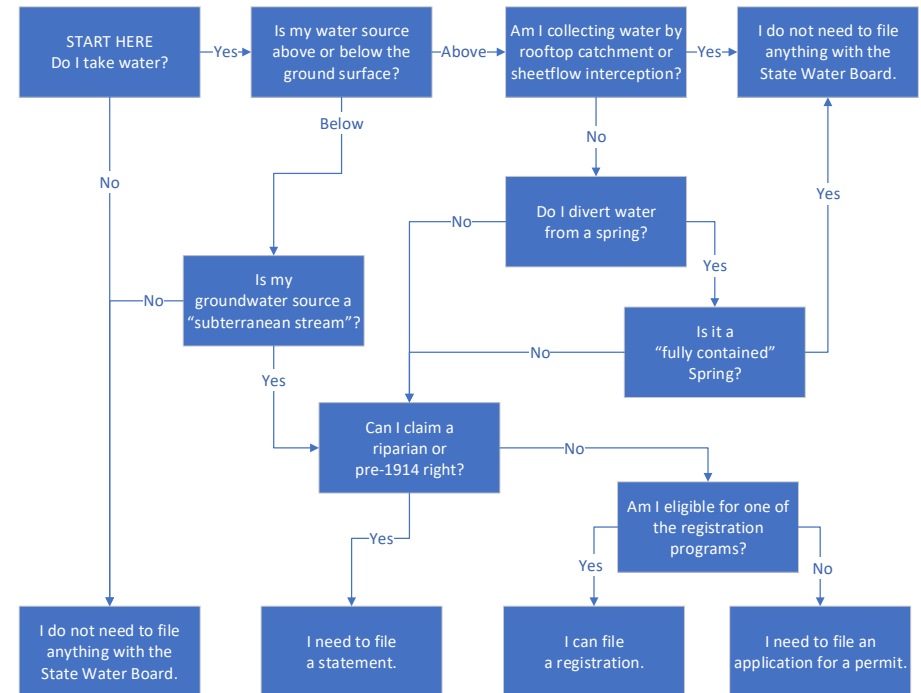 START HERE
Do I take water?
Yes
Is my water source
above or below the
ground surface?
Above
Am I collecting water by
rooftop catchment or
sheetflow interception?
Yes
I do not need to file
anything with the
State Water Board.
Below
No
No
Yes
Do I divert water
from a spring?
No
Yes
Is my
groundwater source a
“subterranean stream”?
No
Is it a
“fully contained”
Spring?
No
Yes
Can I claim a
riparian or
pre-1914 right?
No
Am I eligible for one of
the registration
programs?
Yes
Yes
No
I do not need to file
anything with the
State Water Board.
I need to file
a statement.
I can file
a registration.
I need to file an
application for a permit.